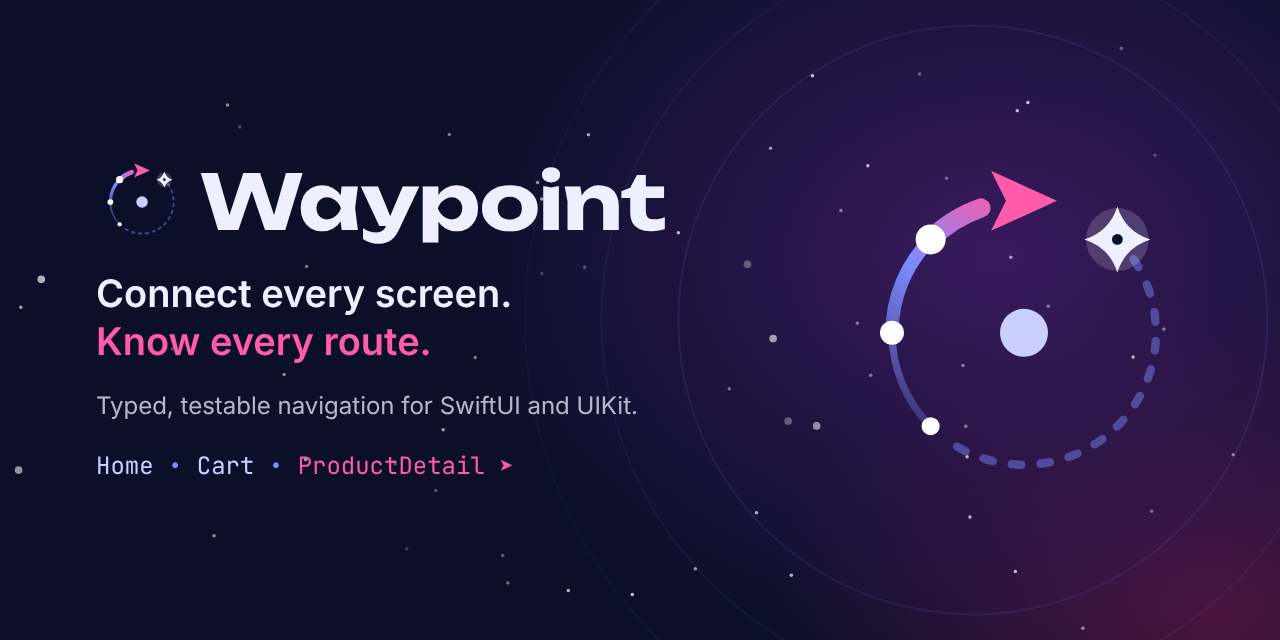 Waypoint
Connect every screen.
Know every route.
Typed, testable navigation for SwiftUI and UIKit.
Home • Cart • ProductDetail ➤